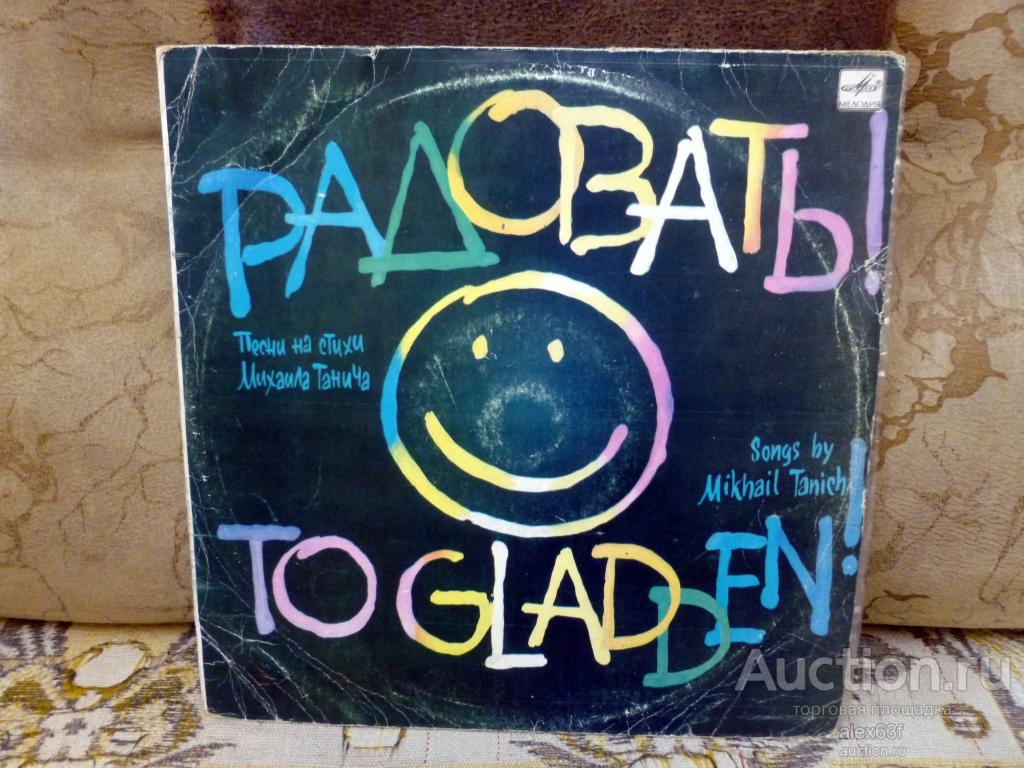 МЕЛОДИЯ
РАДОВАТЬ!
Песни на стихи
Михаила Танича
Songs by
Mikhail Tanich
TO GLADDEN!
Auction.ru
торговая площадка
alex63f
auction.ru